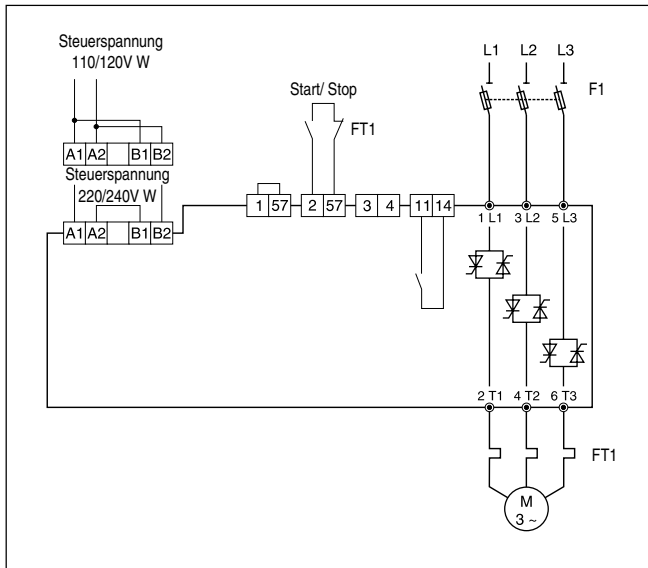 Steuerspannung
110/120V W
A1 A2 B1 B2
Steuerspannung
220/240V W
A1 A2 B1 B2
Start/ Stop
FT1
1 57 2 57 3 4 11 14
L1 L2 L3
F1
1 L1 3 L2 5 L3
2 T1 4 T2 6 T3
FT1
M
3 ~